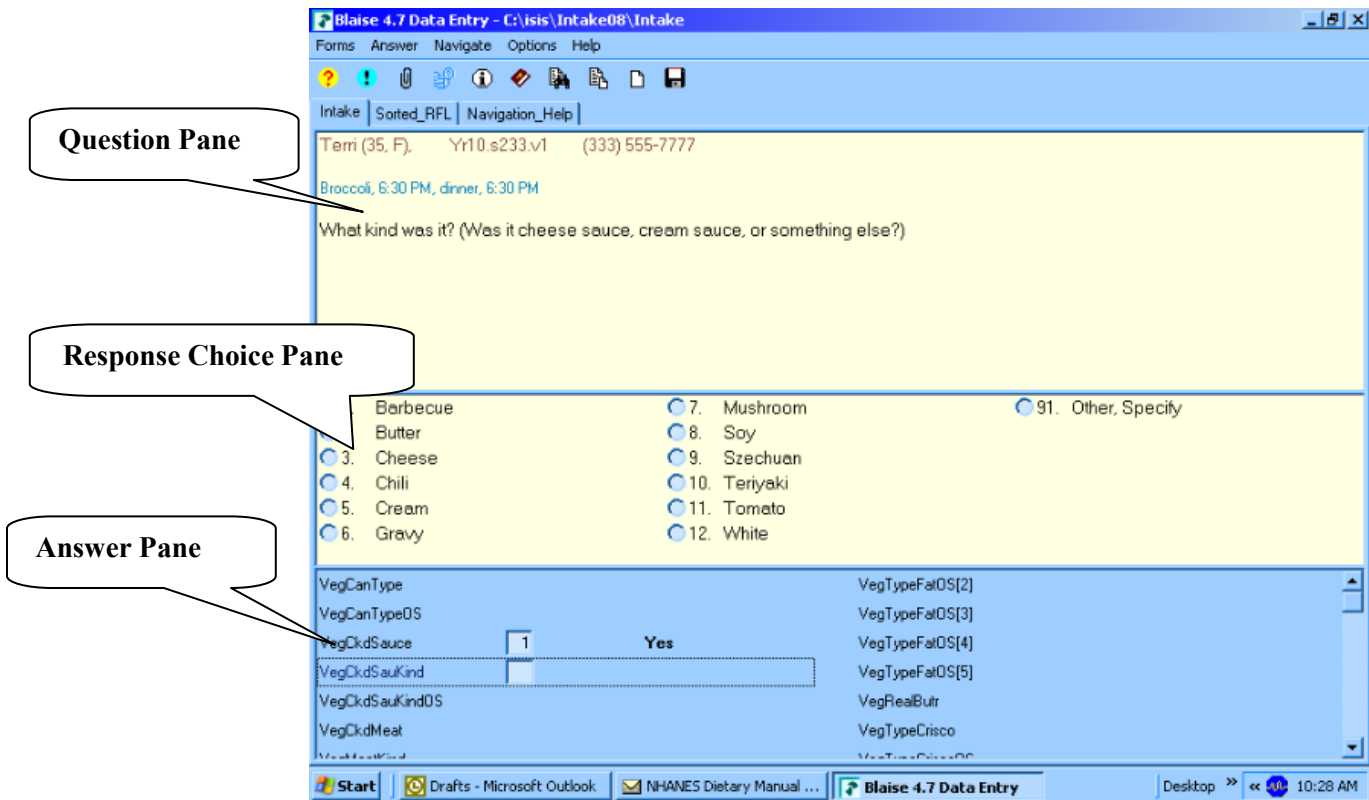 Blaise 4.7 Data Entry - C:\isis\Intake08\Intake
Forms Answer Navigate Options Help
Intake Sorted_RFL Navigation_Help
Question Pane
Terri (35, F), Yr10.s233.v1 (333) 555-7777
Broccoli, 6:30 PM, dinner, 6:30 PM
What kind was it? (Was it cheese sauce, cream sauce, or something else?)
Response Choice Pane
Barbecue 7. Mushroom 91. Other, Specify
Butter 8. Soy
3. Cheese 9. Szechuan
4. Chili 10. Teriyaki
5. Cream 11. Tomato
6. Gravy 12. White
Answer Pane
VegCanType VegTypeFatOS[2]
VegCanTypeOS VegTypeFatOS[3]
VegCkdSauce 1 Yes VegTypeFatOS[4]
VegCkdSauKind VegTypeFatOS[5]
VegCkdSauKindOS VegRealButr
VegCkdMeat VegTypeCrisco
Start Drafts - Microsoft Outlook NHANES Dietary Manual ... Blaise 4.7 Data Entry Desktop » « 10:28 AM